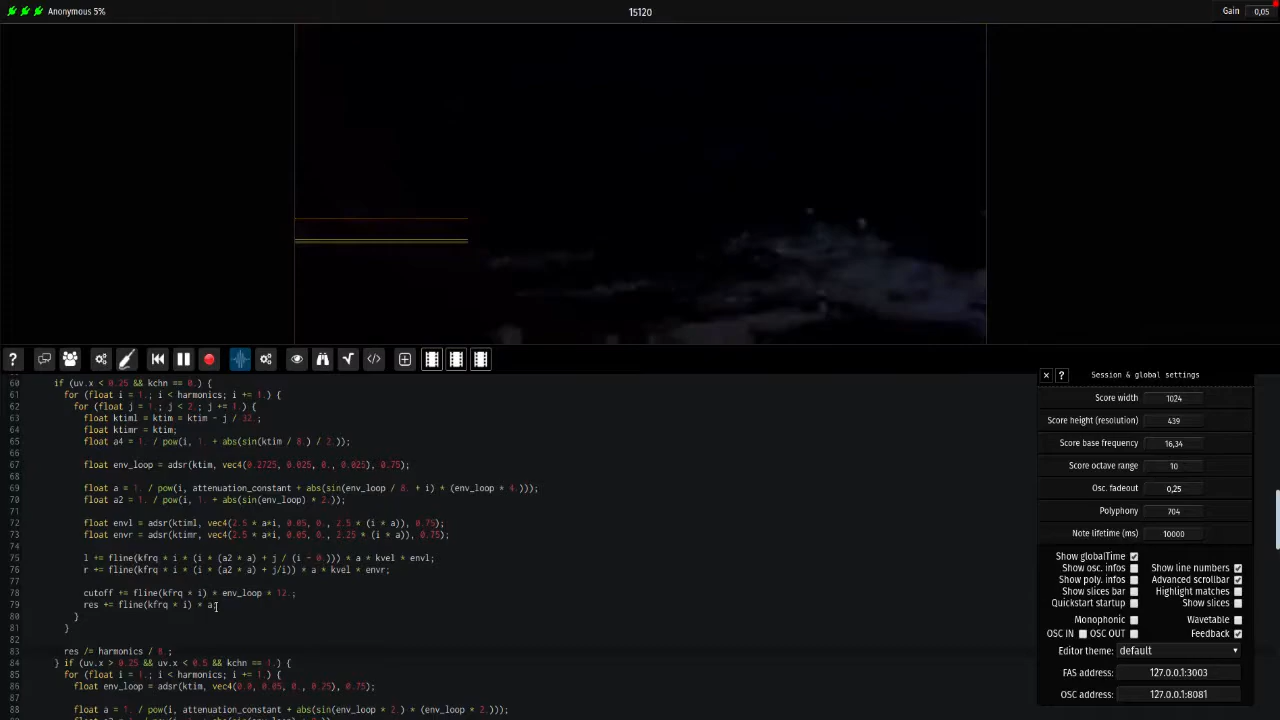 Anonymous 5%
15120
Gain 0,05
Session & global settings
Score width 1024
Score height (resolution) 439
Score base frequency 16,34
Score octave range 10
Osc. fadeout 0,25
Polyphony 704
Note lifetime (ms) 10000
Show globalTime
Show osc. infos Show line numbers
Show poly. infos Advanced scrollbar
Show slices bar Highlight matches
Quickstart startup Show slices
Monophonic Wavetable
OSC IN OSC OUT Feedback
Editor theme: default
FAS address: 127.0.0.1:3003
OSC address: 127.0.0.1:8081
60 if (uv.x < 0.25 && kchn == 0.) {
61 for (float i = 1.; i < harmonics; i += 1.) {
62 for (float j = 1.; j < 2.; j += 1.) {
63 float ktiml = ktim = ktim - j / 32.;
64 float ktimr = ktim;
65 float a4 = 1. / pow(i, 1. + abs(sin(ktim / 8.) / 2.));
66
67 float env_loop = adsr(ktim, vec4(0.2725, 0.025, 0., 0.025), 0.75);
68
69 float a = 1. / pow(i, attenuation_constant + abs(sin(env_loop / 8. + i) * (env_loop * 4.)));
70 float a2 = 1. / pow(i, 1. + abs(sin(env_loop) * 2.));
71
72 float envl = adsr(ktiml, vec4(2.5 * a*i, 0.05, 0., 2.5 * (i * a)), 0.75);
73 float envr = adsr(ktimr, vec4(2.5 * a*i, 0.05, 0., 2.25 * (i * a)), 0.75);
74
75 l += fline(kfrq * i * (i * (a2 * a) + j / (i - 0.))) * a * kvel * envl;
76 r += fline(kfrq * i * (i * (a2 * a) + j/i)) * a * kvel * envr;
77
78 cutoff += fline(kfrq * i) * env_loop * 12.;
79 res += fline(kfrq * i) * a;
80 }
81 }
82
83 res /= harmonics / 8.;
84 } if (uv.x > 0.25 && uv.x < 0.5 && kchn == 1.) {
85 for (float i = 1.; i < harmonics; i += 1.) {
86 float env_loop = adsr(ktim, vec4(0.0, 0.05, 0., 0.25), 0.75);
87
88 float a = 1. / pow(i, attenuation_constant + abs(sin(env_loop * 2.) * (env_loop * 2.)));